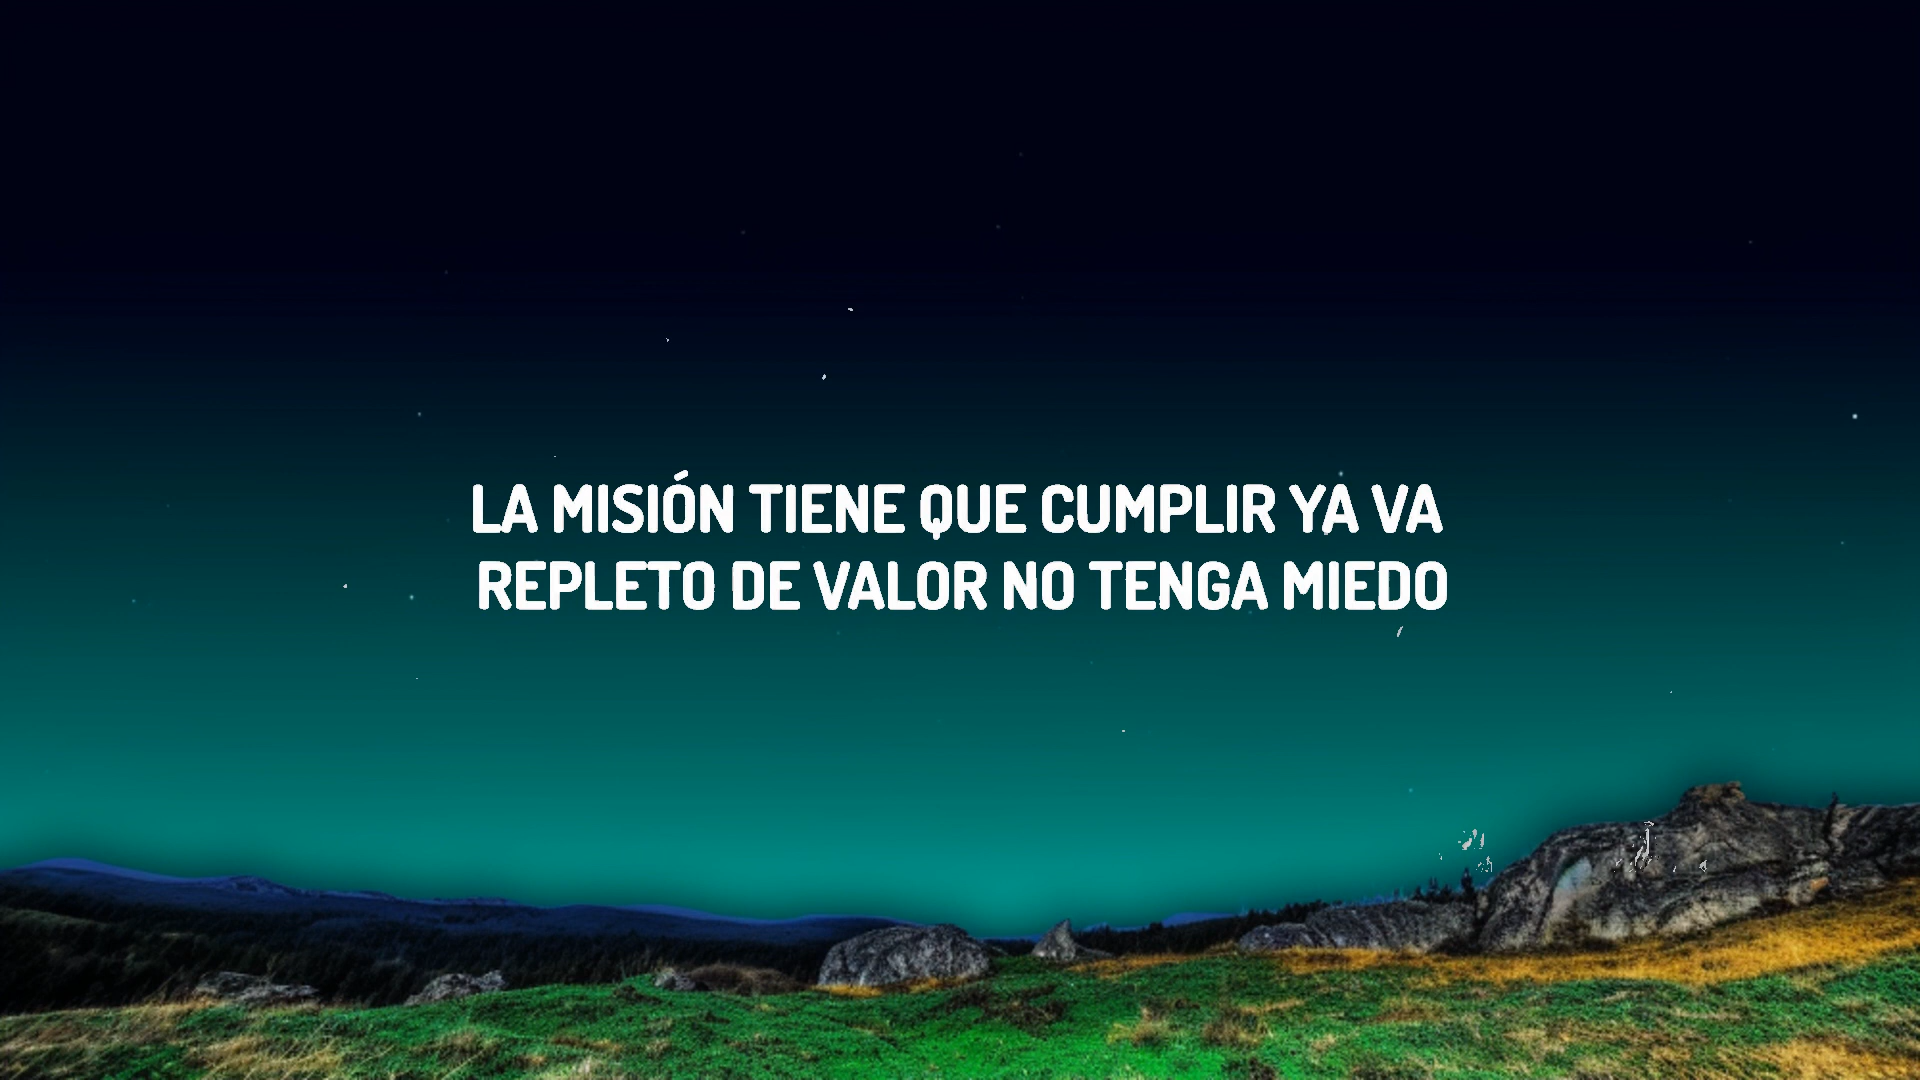 LA MISIÓN TIENE QUE CUMPLIR YA VA
REPLETO DE VALOR NO TENGA MIEDO